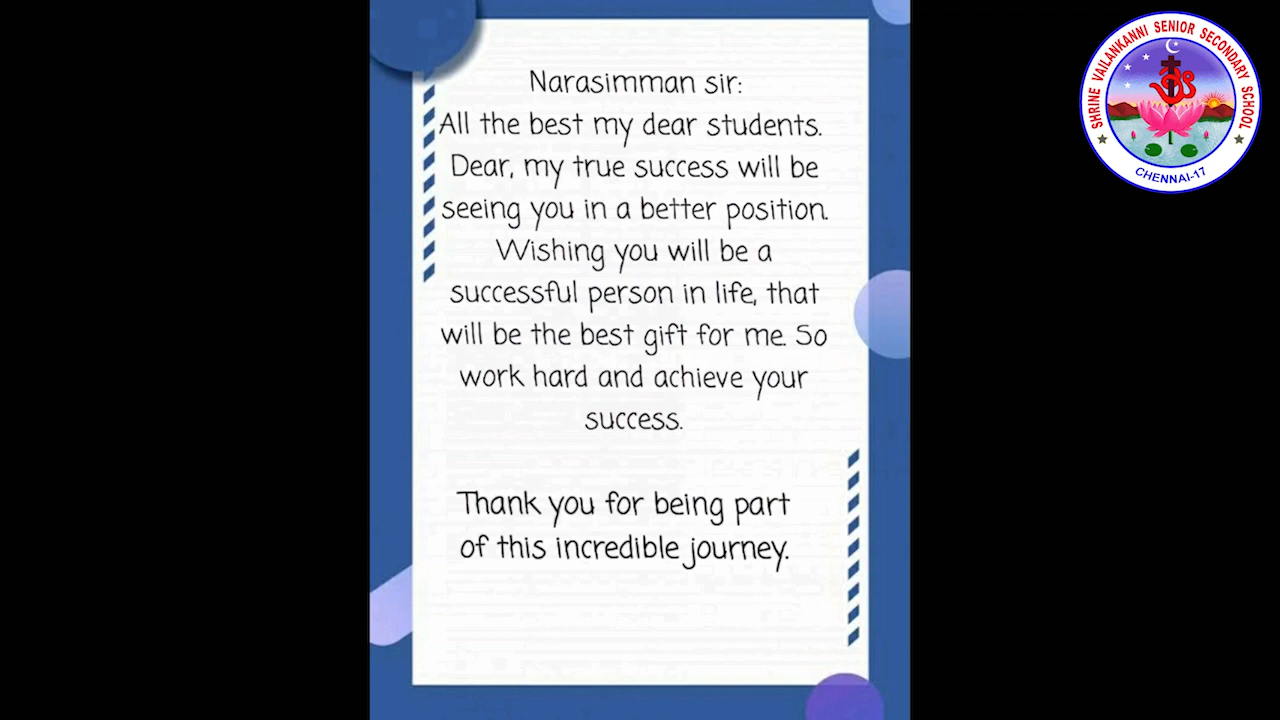 Narasimman sir:
All the best my dear students.
Dear, my true success will be
seeing you in a better position.
Wishing you will be a
successful person in life, that
will be the best gift for me. So
work hard and achieve your
success.
Thank you for being part
of this incredible journey.
SHRINE VAILANKANNI SENIOR SECONDARY SCHOOL
CHENNAI-17